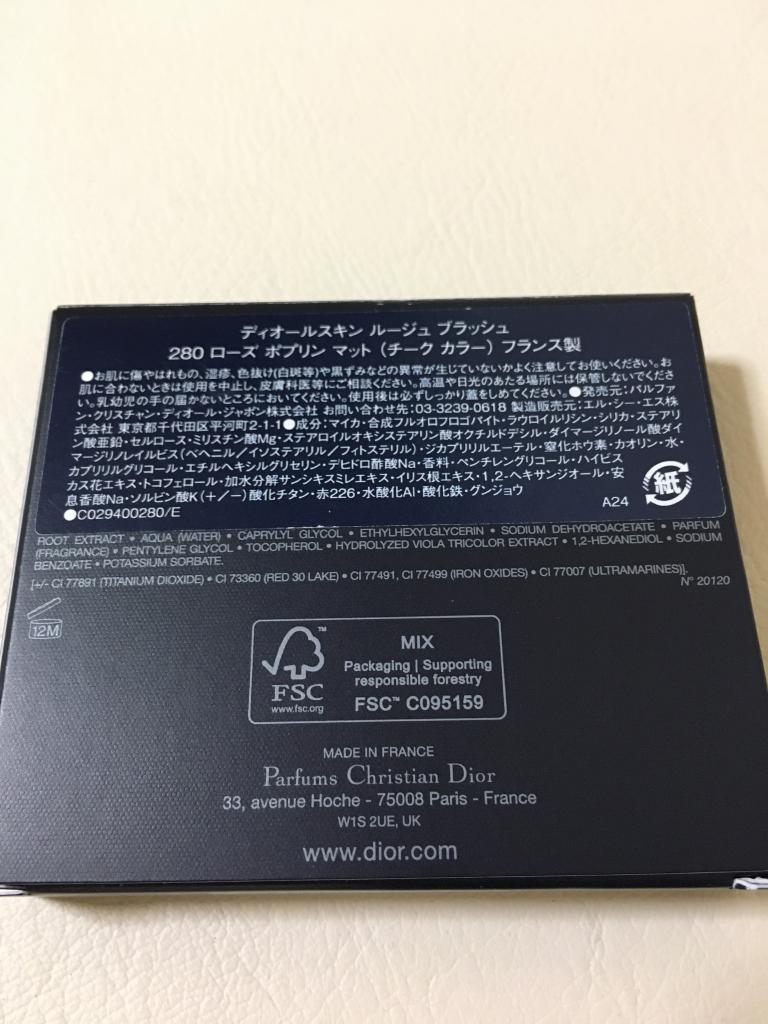 ディオールスキン ルージュ ブラッシュ
280 ローズ ポプリン マット（チーク カラー）フランス製
●お肌に傷やはれもの、湿疹、色抜け(白斑等)や黒ずみなどの異常が生じていないかよく注意してお使いください。お
肌に合わないときは使用を中止し、皮膚科医等にご相談ください。高温や日光のあたる場所には保管しないでくださ
い。乳幼児の手の届かないところにおいてください。使用後は必ずしっかり蓋をしめてください。●発売元:パルファ
ン・クリスチャン・ディオール・ジャポン株式会社 お問い合わせ先:03-3239-0618 製造販売元:エル・シー・エス株
式会社 東京都千代田区平河町2-1-1●成分:マイカ・合成フルオロフロゴパイト・ラウロイルリシン・シリカ・ステアリ
ン酸亜鉛・セルロース・ミリスチン酸Mg・ステアロイルオキシステアリン酸オクチルドデシル・ダイマージリノール酸ダイ
マージリノレイルビス(ベヘニル／イソステアリル／フィトステリル)・ジカプリリルエーテル・窒化ホウ素・カオリン・水・
カプリリルグリコール・エチルヘキシルグリセリン・デヒドロ酢酸Na・香料・ペンチレングリコール・ハイビス
カス花エキス・トコフェロール・加水分解サンシキスミレエキス・イリス根エキス・1,2-ヘキサンジオール・安
息香酸Na・ソルビン酸K（＋／－）酸化チタン・赤226・水酸化Al・酸化鉄・グンジョウ
●C029400280/E
A24
紙
ROOT EXTRACT • AQUA (WATER) • CAPRYLYL GLYCOL • ETHYLHEXYLGLYCERIN • SODIUM DEHYDROACETATE • PARFUM
(FRAGRANCE) • PENTYLENE GLYCOL • TOCOPHEROL • HYDROLYZED VIOLA TRICOLOR EXTRACT • 1,2-HEXANEDIOL • SODIUM
BENZOATE • POTASSIUM SORBATE.
[+/- CI 77891 (TITANIUM DIOXIDE) • CI 73360 (RED 30 LAKE) • CI 77491, CI 77499 (IRON OXIDES) • CI 77007 (ULTRAMARINES)].
N° 20120
12M
FSC
www.fsc.org
MIX
Packaging | Supporting
responsible forestry
FSC™ C095159
MADE IN FRANCE
Parfums Christian Dior
33, avenue Hoche - 75008 Paris - France
W1S 2UE, UK
www.dior.com